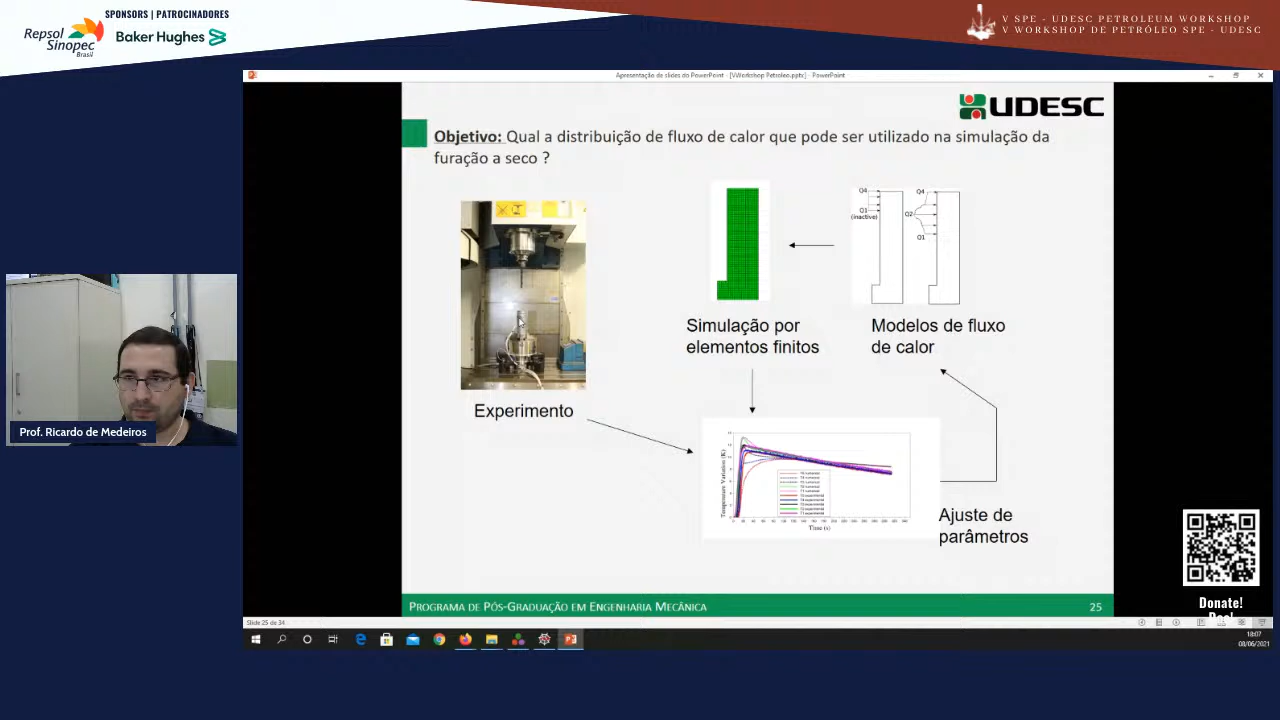 SPONSORS | PATROCINADORES
Repsol
Sinopec
Brasil
Baker Hughes
V SPE - UDESC PETROLEUM WORKSHOP
V WORKSHOP DE PETRÓLEO SPE - UDESC
Apresentação de slides do PowerPoint - [VWorkshop Petroleo.pptx] - PowerPoint
UDESC
Objetivo: Qual a distribuição de fluxo de calor que pode ser utilizado na simulação da
furação a seco ?
Q4
Q1
(inactive)
Q4
Q2
Q1
Simulação por
elementos finitos
Modelos de fluxo
de calor
Experimento
Temperature Variation (K)
Time (s)
Ajuste de
parâmetros
Prof. Ricardo de Medeiros
PROGRAMA DE PÓS-GRADUAÇÃO EM ENGENHARIA MECÂNICA
25
Slide 25 de 34
Donate!
18:07
08/06/2021